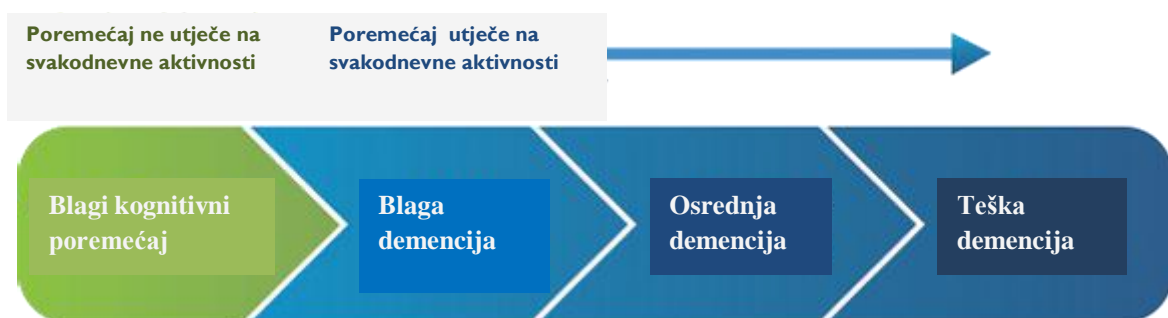 Poremećaj ne utječe na
svakodnevne aktivnosti
Poremećaj utječe na
svakodnevne aktivnosti
Blagi kognitivni
poremećaj
Blaga
demencija
Osrednja
demencija
Teška
demencija